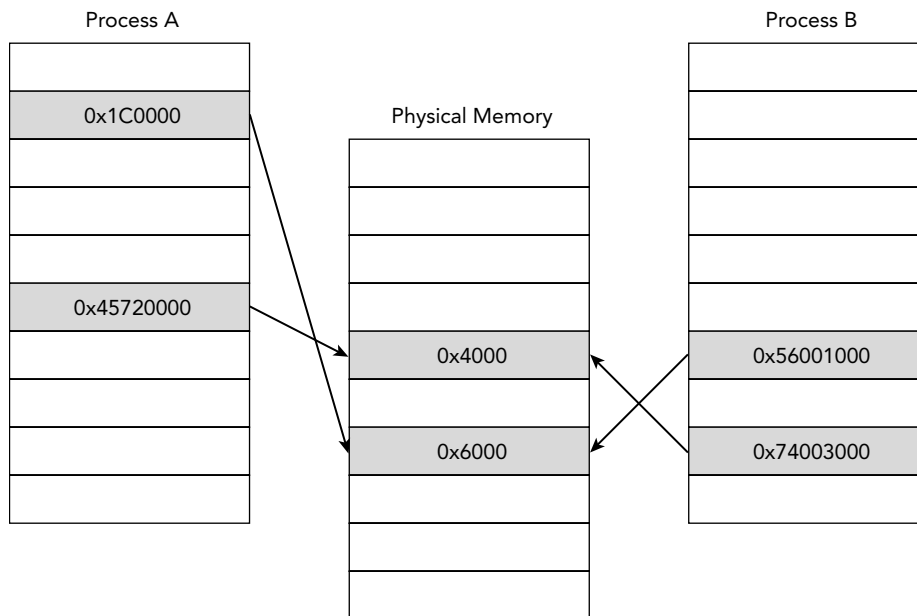 Process A
0x1C0000
0x45720000
Physical Memory
0x4000
0x6000
Process B
0x56001000
0x74003000